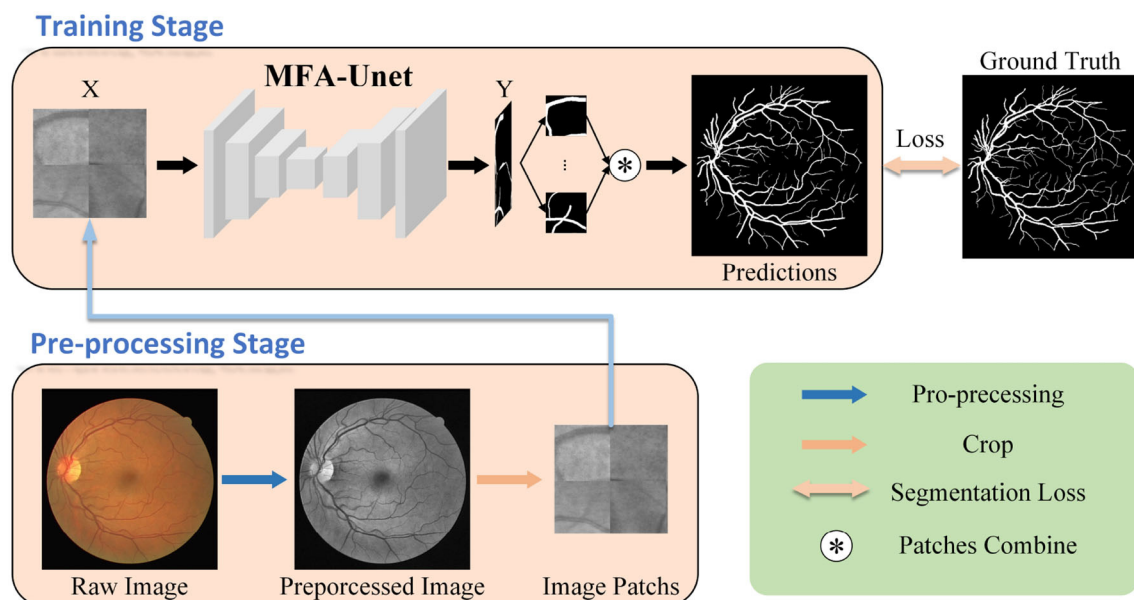 Training Stage
MFA-Unet
X
Y
Ground Truth
Loss
Predictions
Pre-processing Stage
Raw Image
Preporcessed Image
Image Patchs
Pro-precessing
Crop
Segmentation Loss
Patches Combine